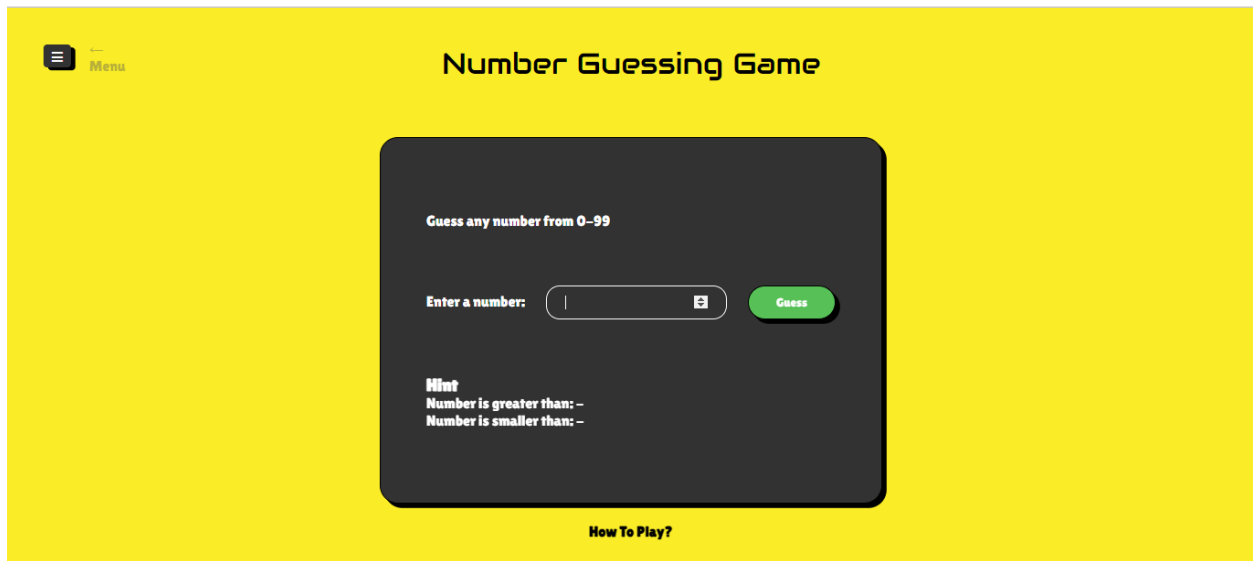 ←
Menu
Number Guessing Game
Guess any number from 0-99
Enter a number:
Guess
Hint
Number is greater than: -
Number is smaller than: -
How To Play?